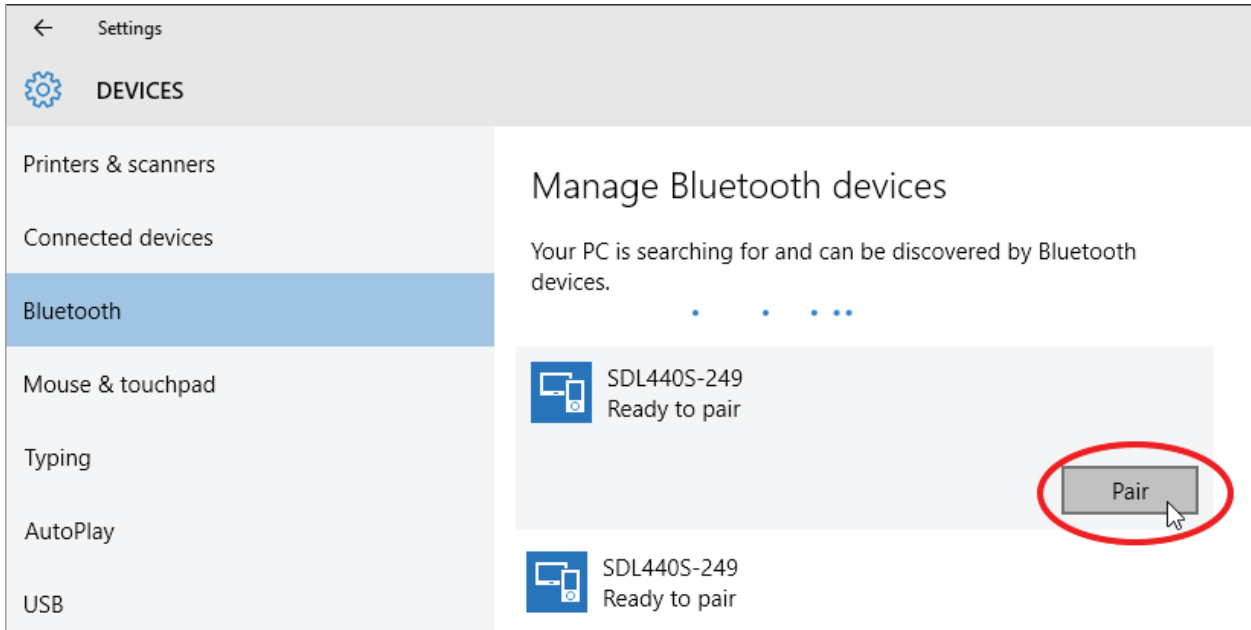 Settings
DEVICES
Printers & scanners
Connected devices
Bluetooth
Mouse & touchpad
Typing
AutoPlay
USB
Manage Bluetooth devices
Your PC is searching for and can be discovered by Bluetooth
devices.
SDL440S-249
Ready to pair
Pair
SDL440S-249
Ready to pair